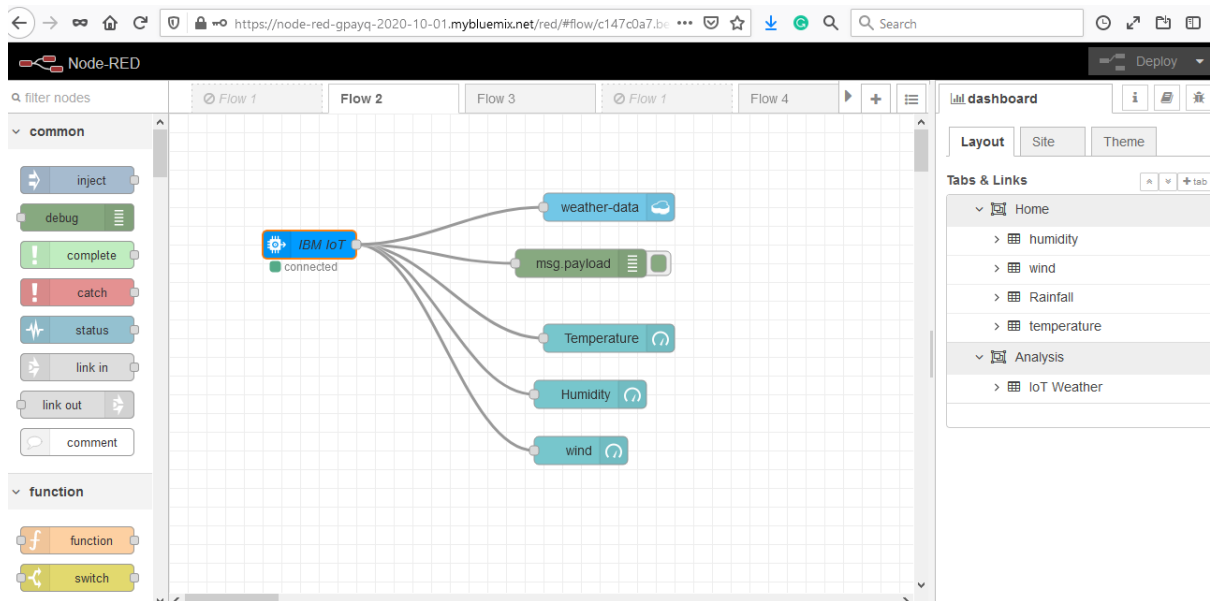 https://node-red-gpayq-2020-10-01.mybluemix.net/red/#flow/c147c0a7.be
Search
Node-RED
Deploy
filter nodes
Flow 1
Flow 2
Flow 3
Flow 1
Flow 4
dashboard
common
inject
debug
complete
catch
status
link in
link out
comment
function
function
switch
IBM IoT
connected
weather-data
msg.payload
Temperature
Humidity
wind
Layout
Site
Theme
Tabs & Links
tab
Home
humidity
wind
Rainfall
temperature
Analysis
IoT Weather